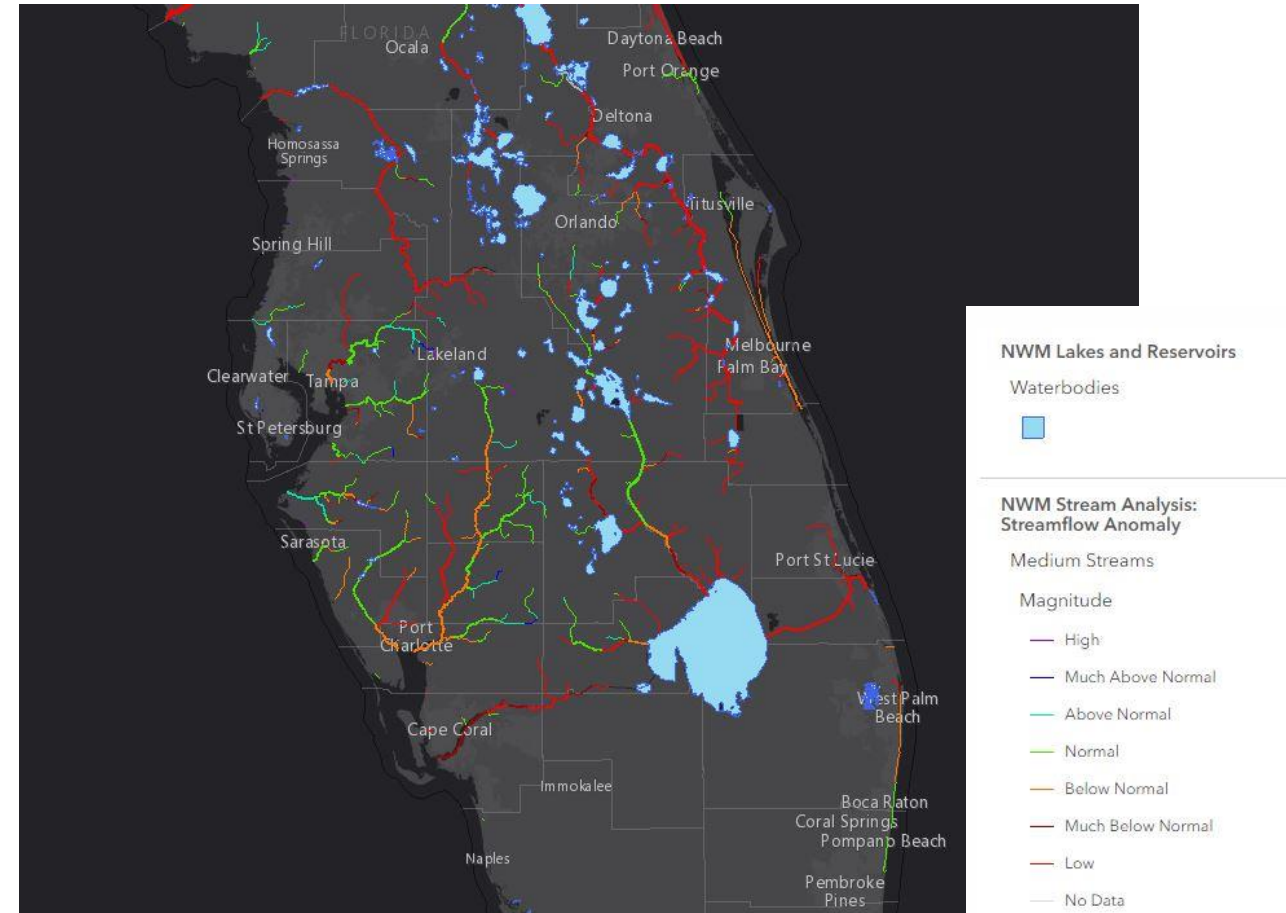 FLORIDA
Ocala
Daytona Beach
Port Orange
Deltona
Homosassa
Springs
Titusville
Orlando
Spring Hill
Melbourne
Palm Bay
Lakeland
Clearwater
Tampa
St Petersburg
Sarasota
Port St Lucie
Port
Charlotte
West Palm
Beach
Cape Coral
Immokalee
Boca Raton
Coral Springs
Pompano Beach
Naples
Pembroke
Pines
NWM Lakes and Reservoirs
Waterbodies
NWM Stream Analysis:
Streamflow Anomaly
Medium Streams
Magnitude
High
Much Above Normal
Above Normal
Normal
Below Normal
Much Below Normal
Low
No Data